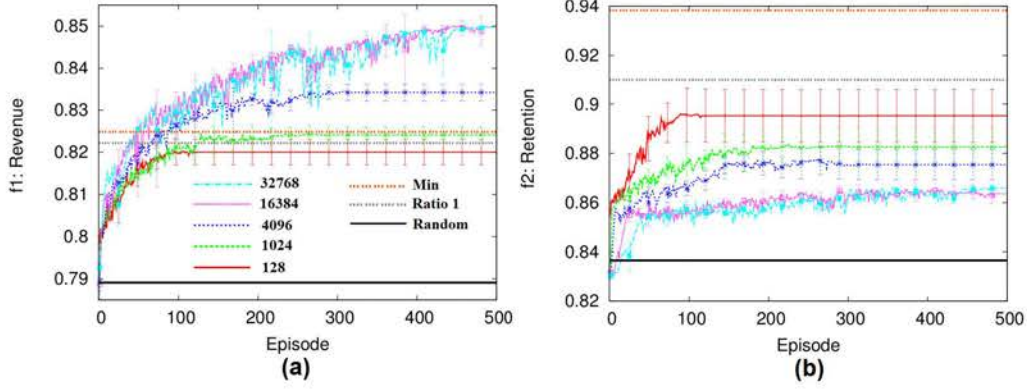 f1: Revenue
0.85
0.84
0.83
0.82
0.81
0.8
0.79
32768
16384
4096
1024
128
Min
Ratio 1
Random
0 100 200 300 400 500
Episode
(a)
f2: Retention
0.94
0.92
0.9
0.88
0.86
0.84
0.82
0 100 200 300 400 500
Episode
(b)